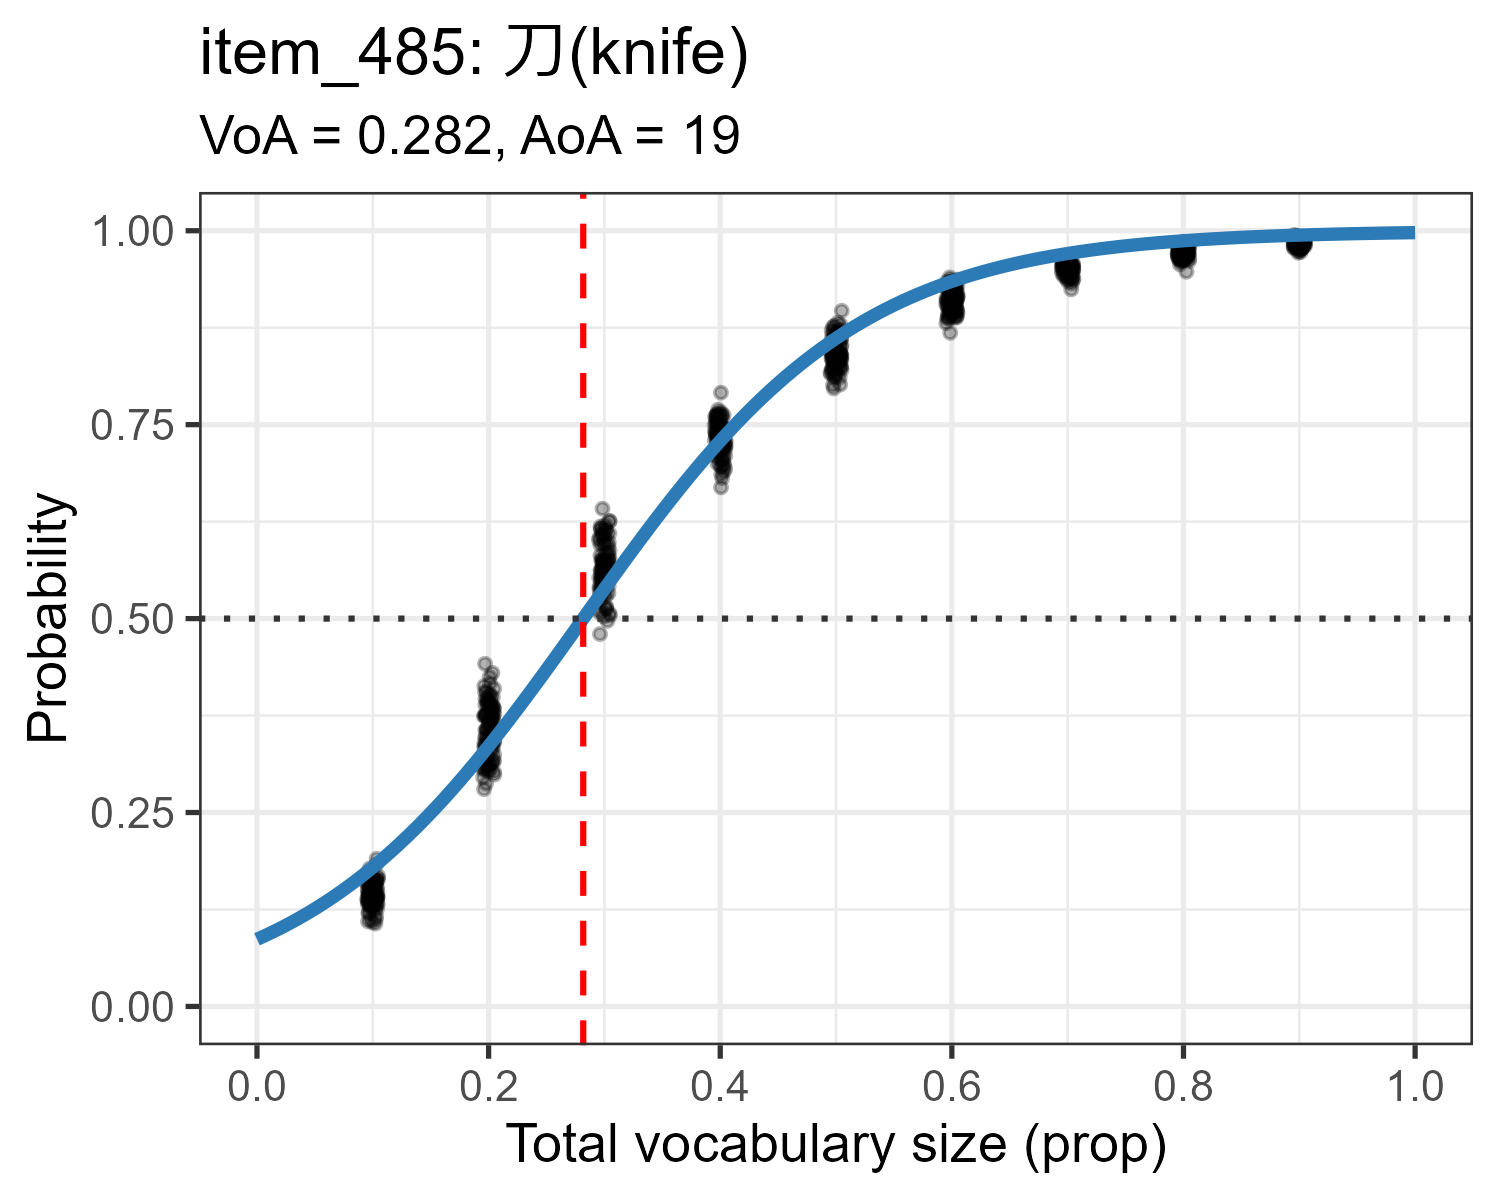 item_485: 刀(knife)
VoA = 0.282, AoA = 19
Probability
1.00
0.75
0.50
0.25
0.00
0.0 0.2 0.4 0.6 0.8 1.0
Total vocabulary size (prop)